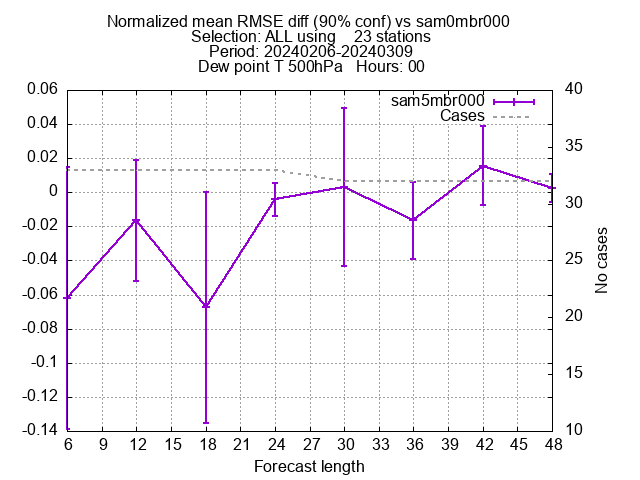 Normalized mean RMSE diff (90% conf) vs sam0mbr000
Selection: ALL using    23 stations
Period: 20240206-20240309
Dew point T 500hPa   Hours: 00
sam5mbr000
Cases
0.06
0.04
0.02
0
-0.02
-0.04
-0.06
-0.08
-0.1
-0.12
-0.14
40
35
30
25
20
15
10
No cases
6 12 15 18 21 24 27 30 33 36 39 42 45 48
Forecast length